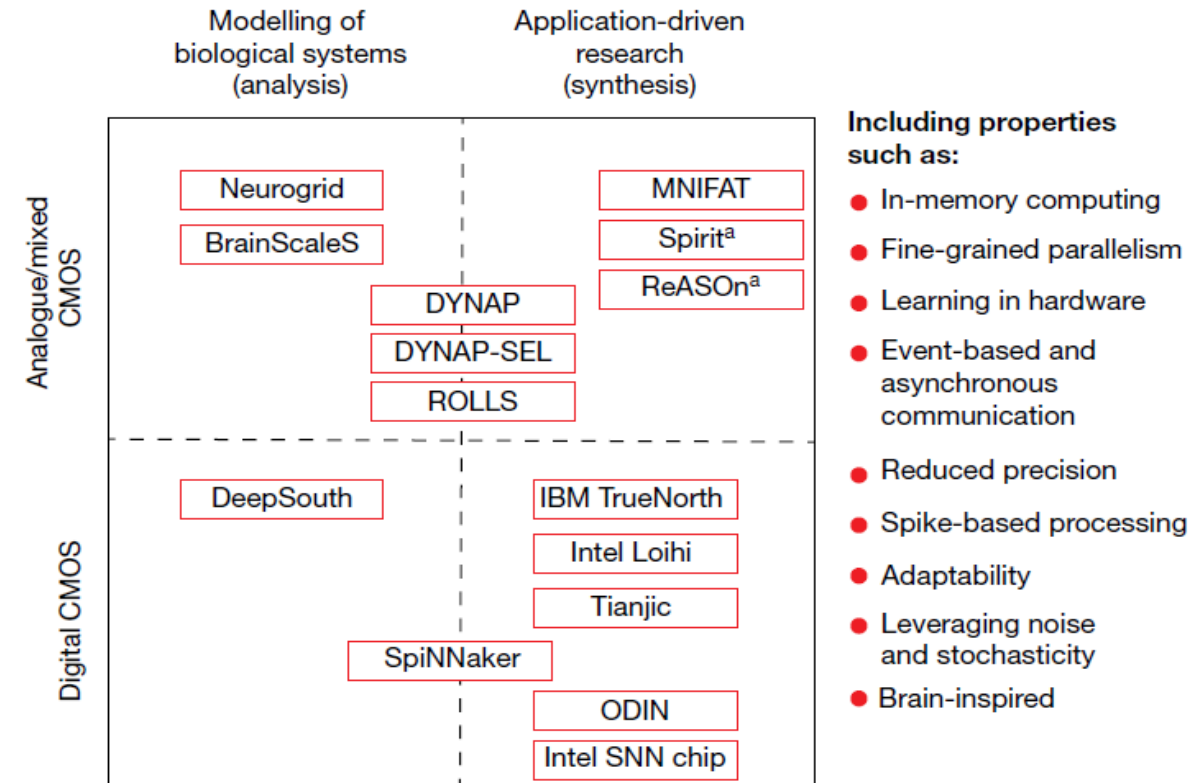 Modelling of
biological systems
(analysis)
Application-driven
research
(synthesis)
Analogue/mixed
CMOS
Neurogrid
BrainScaleS
MNIFAT
Spiritᵃ
ReASOnᵃ
DYNAP
DYNAP-SEL
ROLLS
Digital CMOS
DeepSouth
IBM TrueNorth
Intel Loihi
Tianjic
SpiNNaker
ODIN
Intel SNN chip
Including properties
such as:
In-memory computing
Fine-grained parallelism
Learning in hardware
Event-based and
asynchronous
communication
Reduced precision
Spike-based processing
Adaptability
Leveraging noise
and stochasticity
Brain-inspired